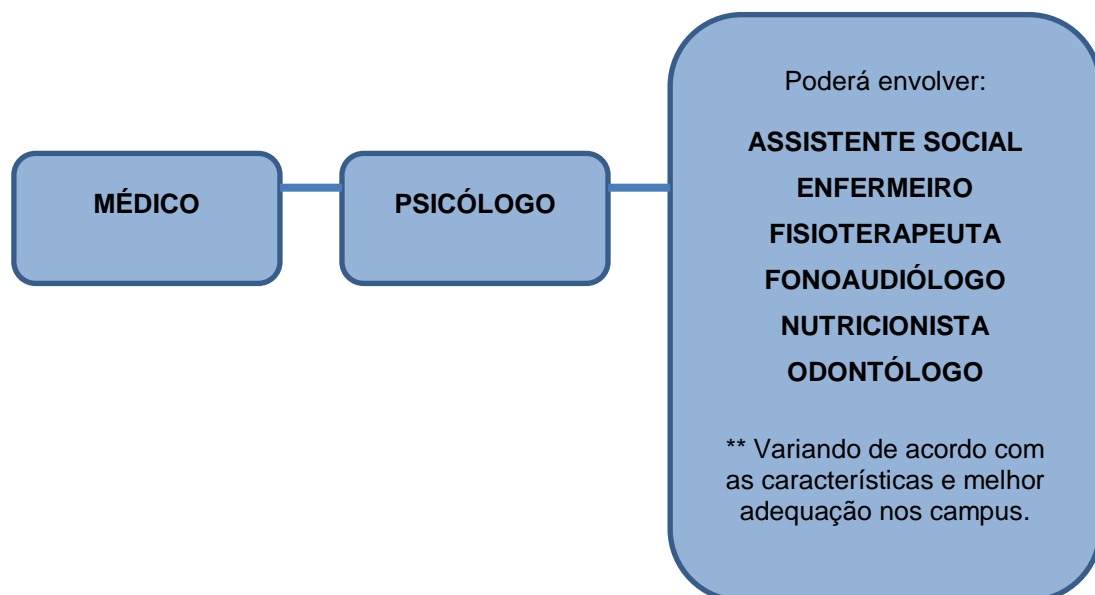 MÉDICO
PSICÓLOGO
Poderá envolver:
ASSISTENTE SOCIAL
ENFERMEIRO
FISIOTERAPEUTA
FONOAUDIÓLOGO
NUTRICIONISTA
ODONTÓLOGO
** Variando de acordo com
as características e melhor
adequação nos campus.